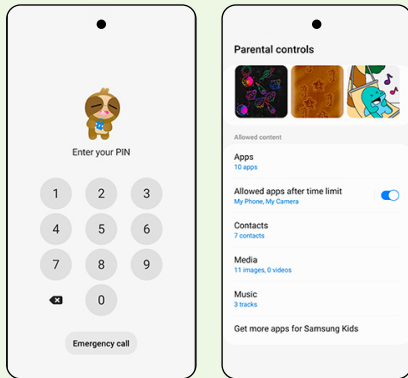 Enter your PIN
1 2 3
4 5 6
7 8 9
0
Emergency call
Parental controls
Allowed content
Apps
10 apps
Allowed apps after time limit
My Phone, My Camera
Contacts
7 contacts
Media
11 images, 0 videos
Music
3 tracks
Get more apps for Samsung Kids